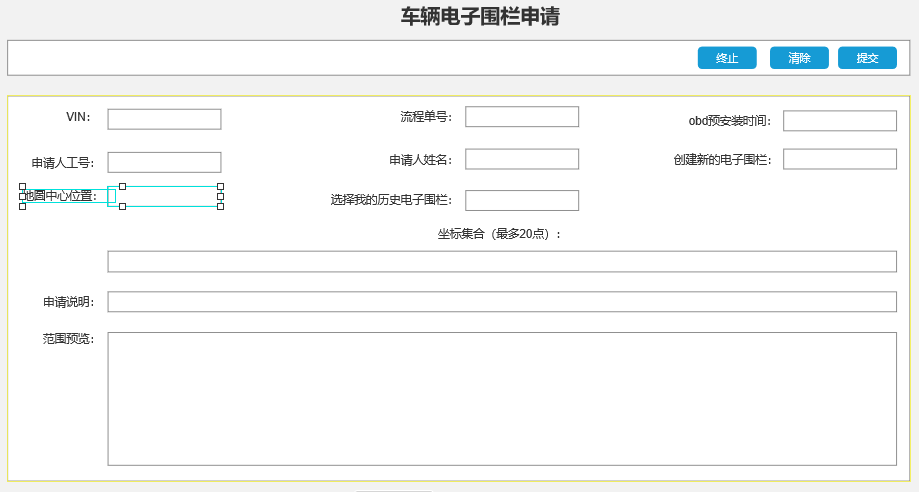 车辆电子围栏申请
终止 清除 提交
VIN: 流程单号: obd预安装时间:
申请人工号: 申请人姓名: 创建新的电子围栏:
地图中心位置: 选择我的历史电子围栏:
坐标集合（最多20点）:
申请说明:
范围预览: